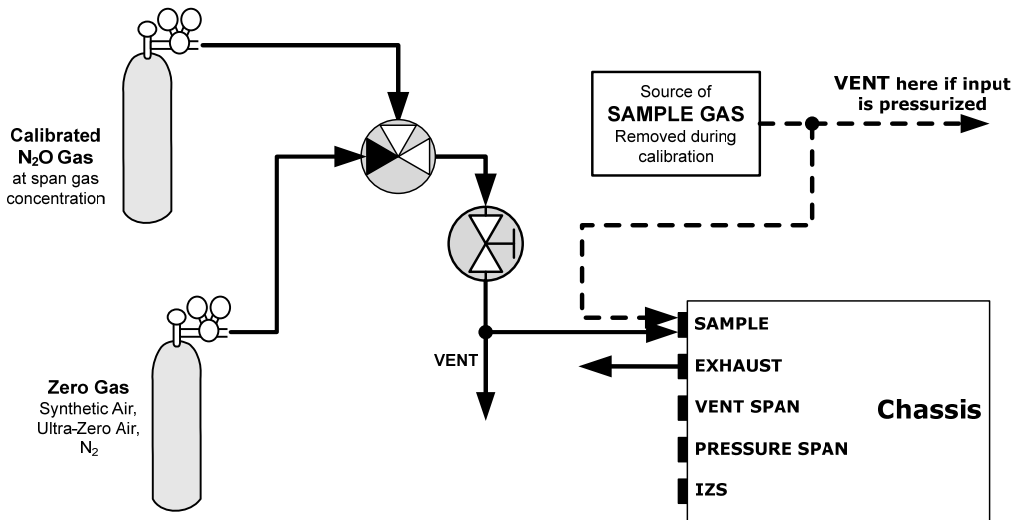 Calibrated
N₂O Gas
at span gas
concentration
Zero Gas
Synthetic Air,
Ultra-Zero Air,
N₂
VENT
Source of
SAMPLE GAS
Removed during
calibration
VENT here if input
is pressurized
SAMPLE
EXHAUST
VENT SPAN
PRESSURE SPAN
IZS
Chassis